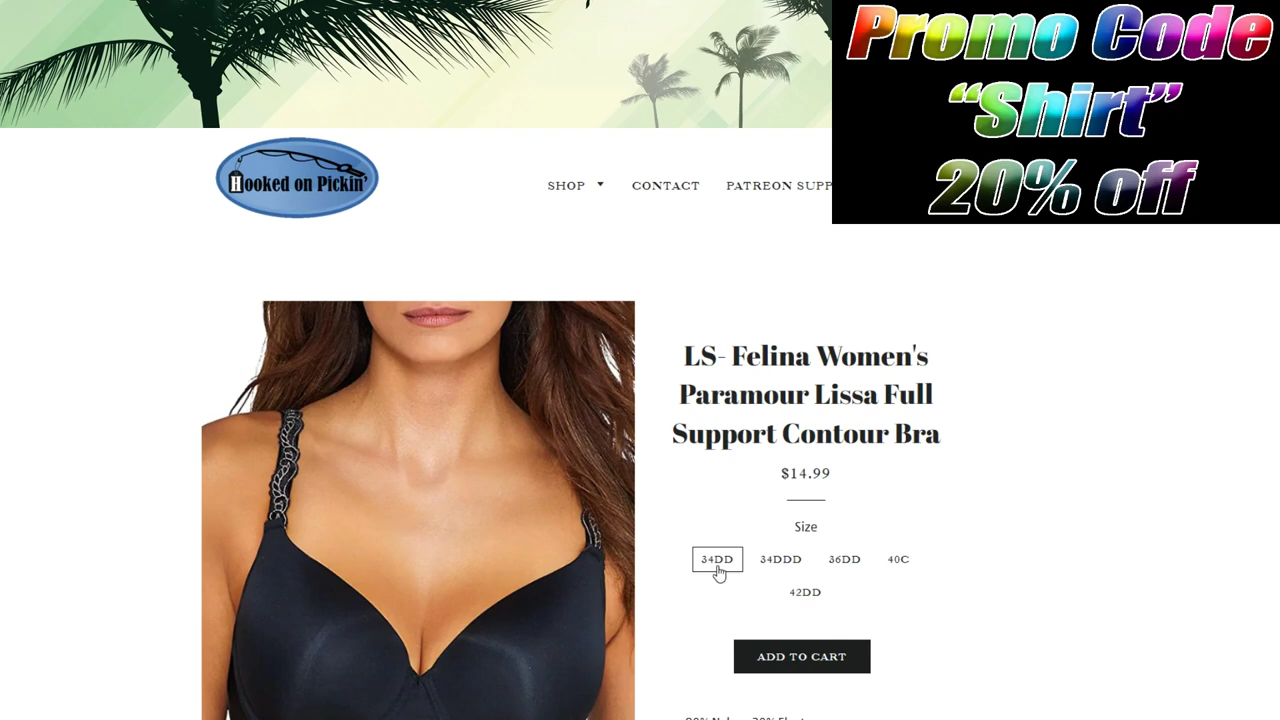 Promo Code
“Shirt”
20% off
Hooked on Pickin'
SHOP CONTACT PATREON SUPP
LS- Felina Women's
Paramour Lissa Full
Support Contour Bra
$14.99
Size
34DD 34DDD 36DD 40C
42DD
ADD TO CART